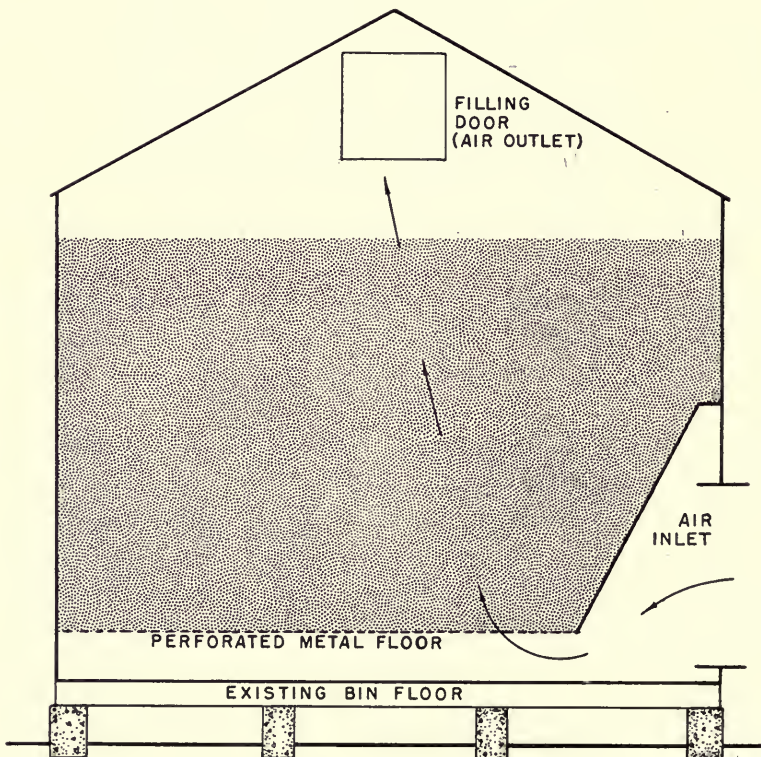 FILLING
DOOR
(AIR OUTLET)
AIR
INLET
PERFORATED METAL FLOOR
EXISTING BIN FLOOR